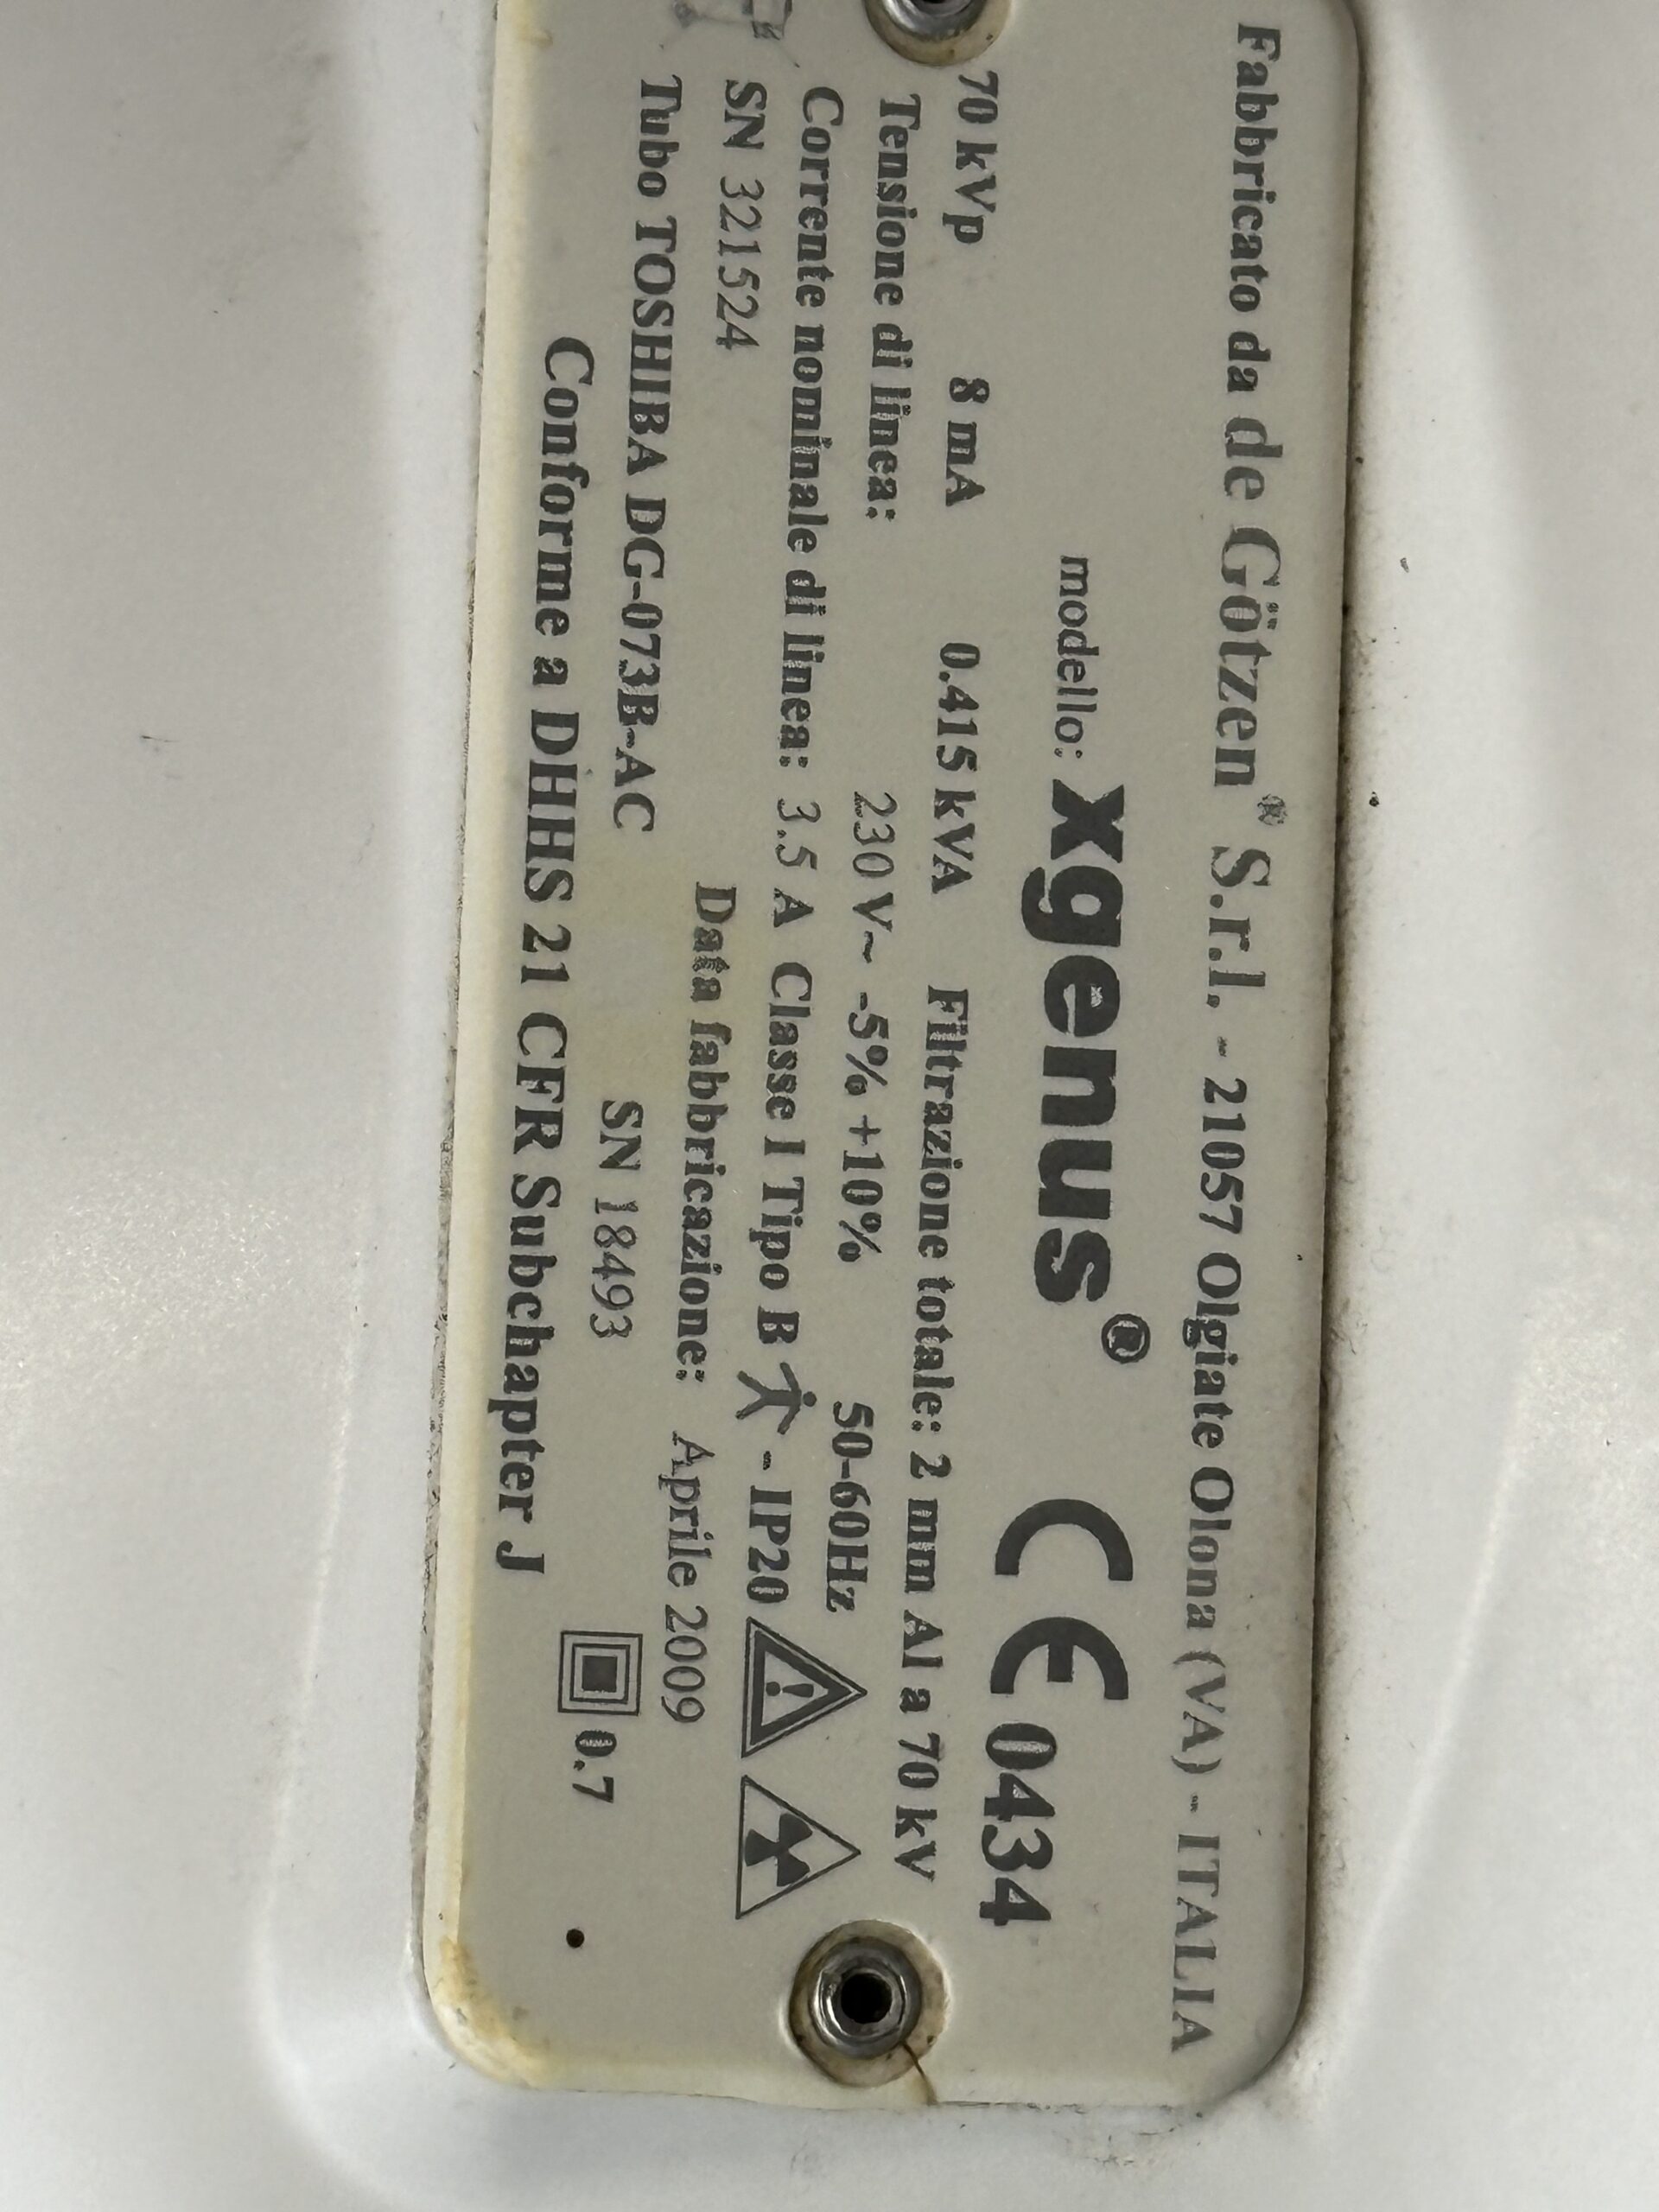 Fabbricato da de Götzen® S.r.l. - 21057 Olgiate Olona (VA) - ITALIA
modello: xgenus® CE 0434
70 kVp 8 mA 0.415 kVA Filtrazione totale: 2 mm Al a 70 kV
Tensione di linea: 230 V~ -5% +10% 50-60Hz
Corrente nominale di linea: 3.5 A Classe I Tipo B - IP20
SN 321524 Data fabbricazione: Aprile 2009
Tubo TOSHIBA DG-073B-AC SN 18493 0.7
Conforme a DHHS 21 CFR Subchapter J